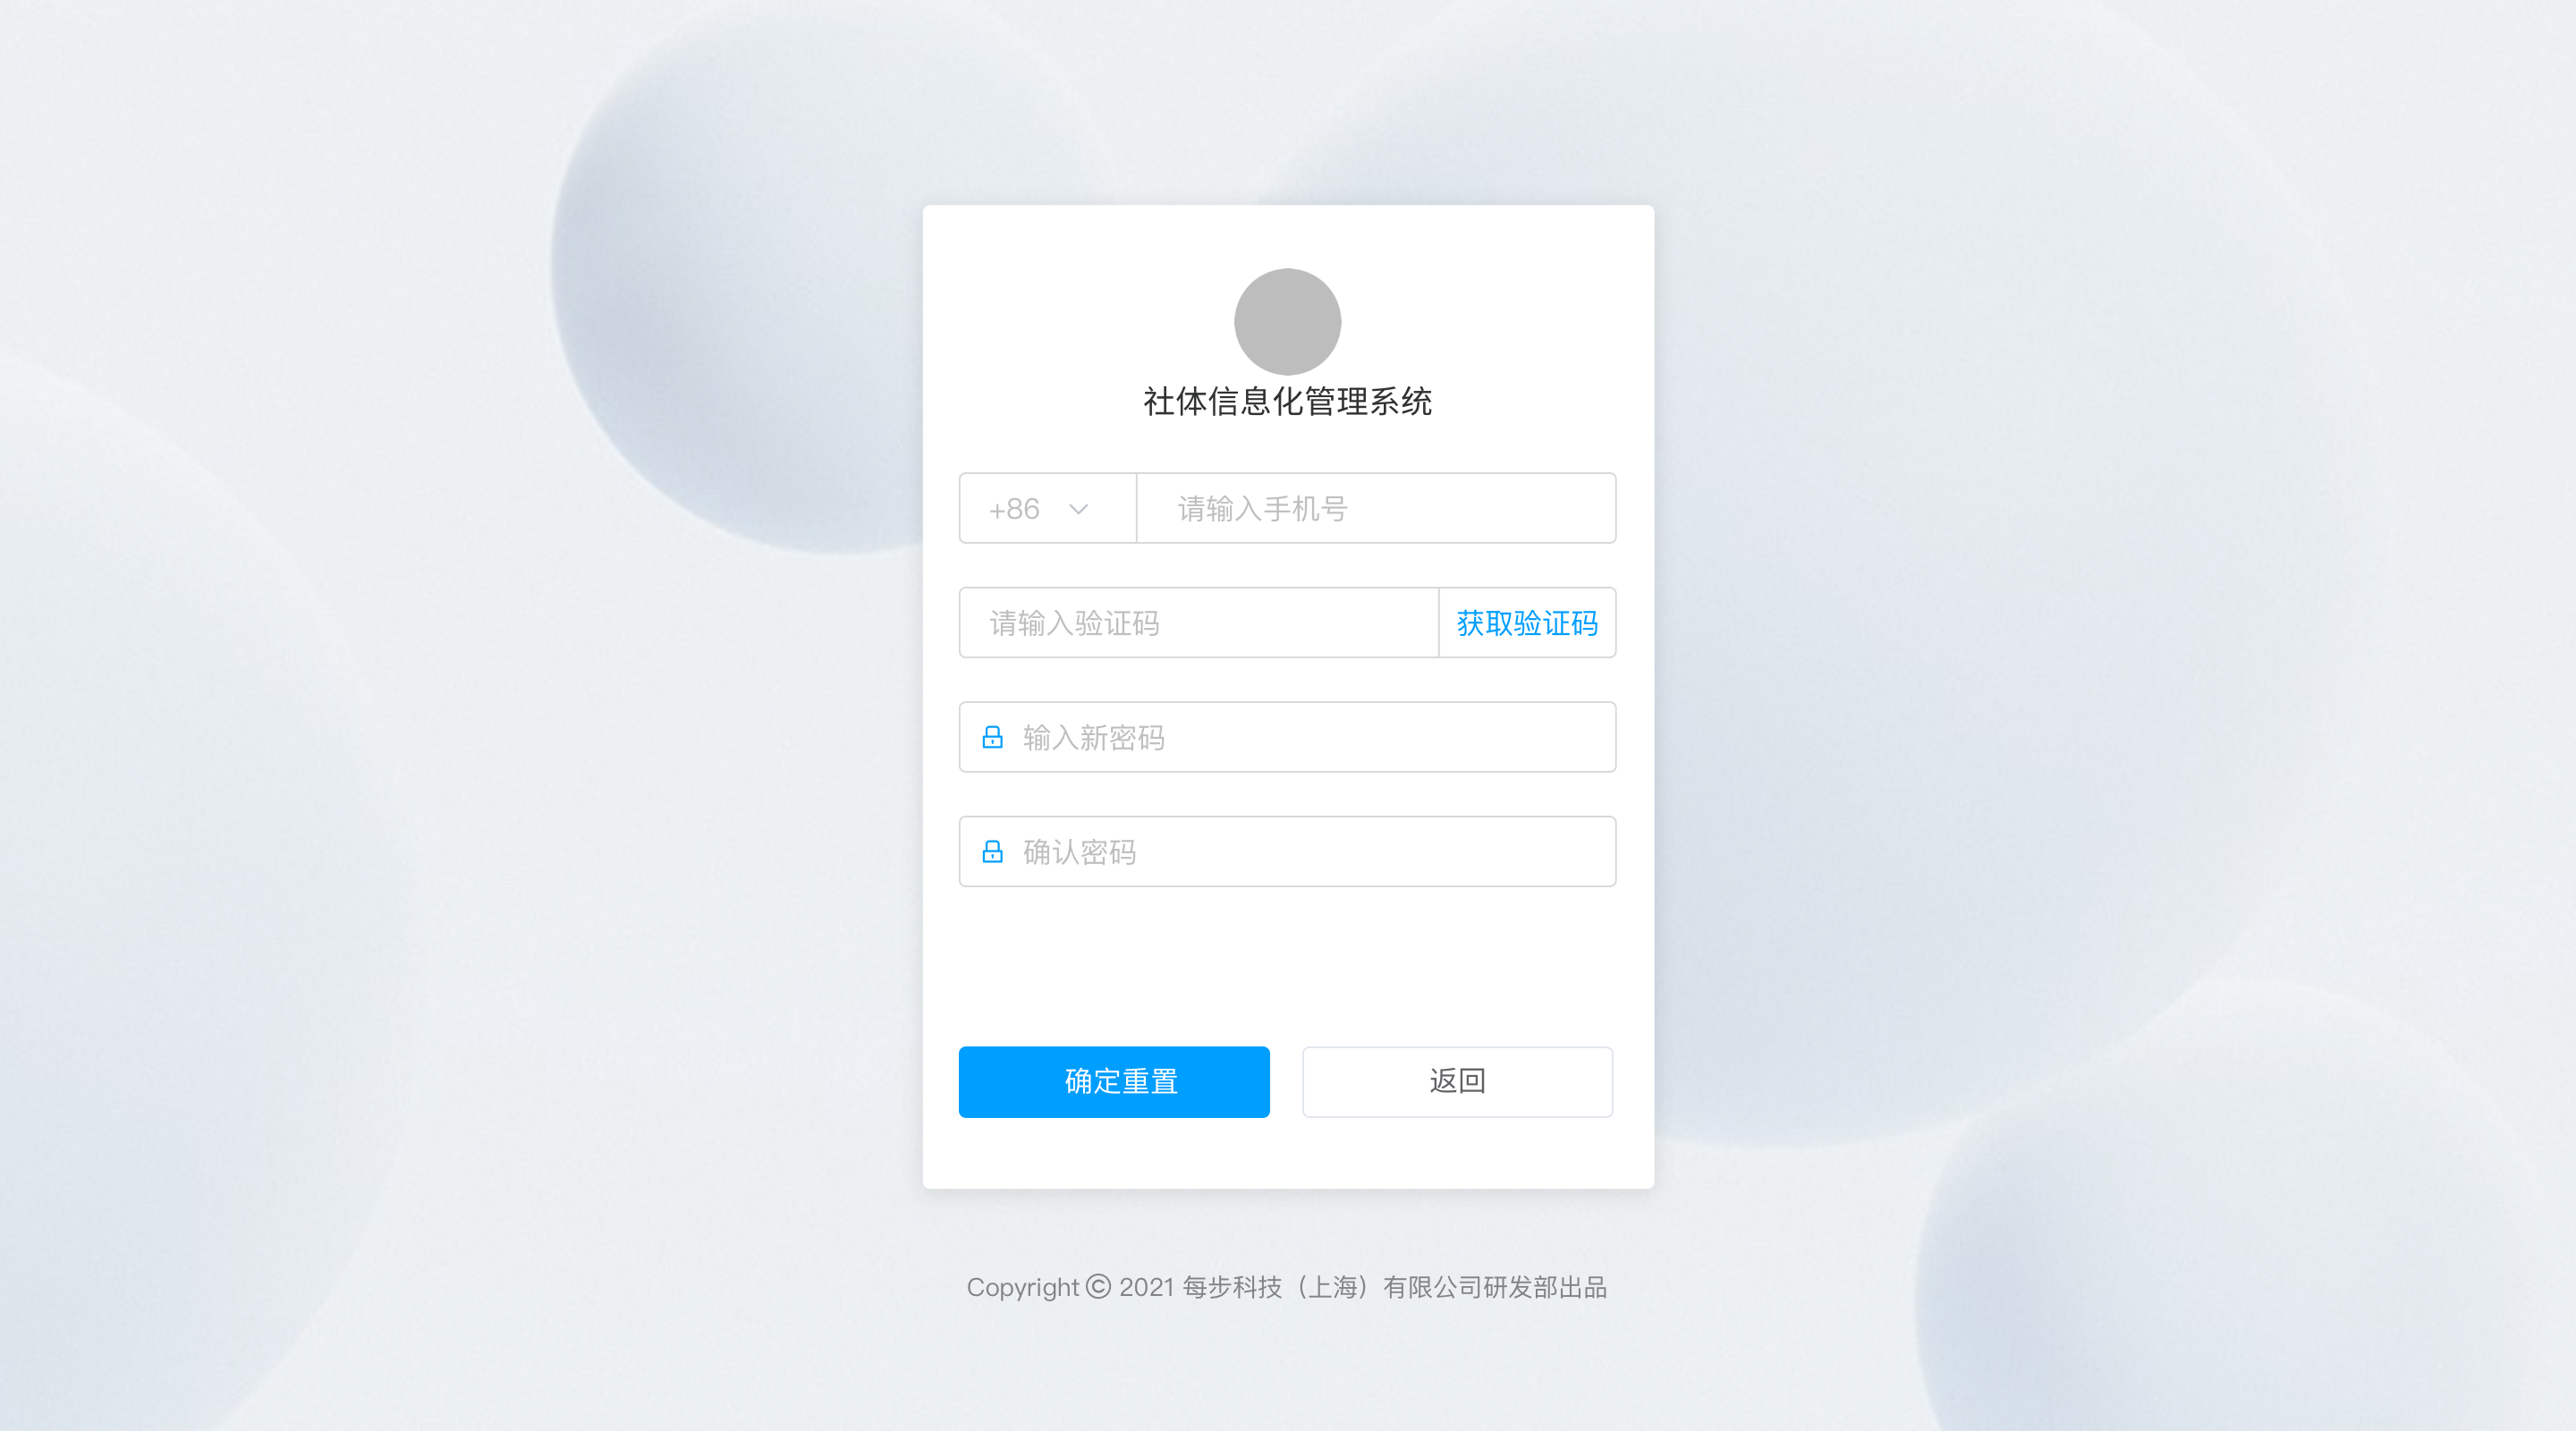 社体信息化管理系统
+86 请输入手机号
请输入验证码 获取验证码
输入新密码
确认密码
确定重置 返回
Copyright © 2021 每步科技（上海）有限公司研发部出品